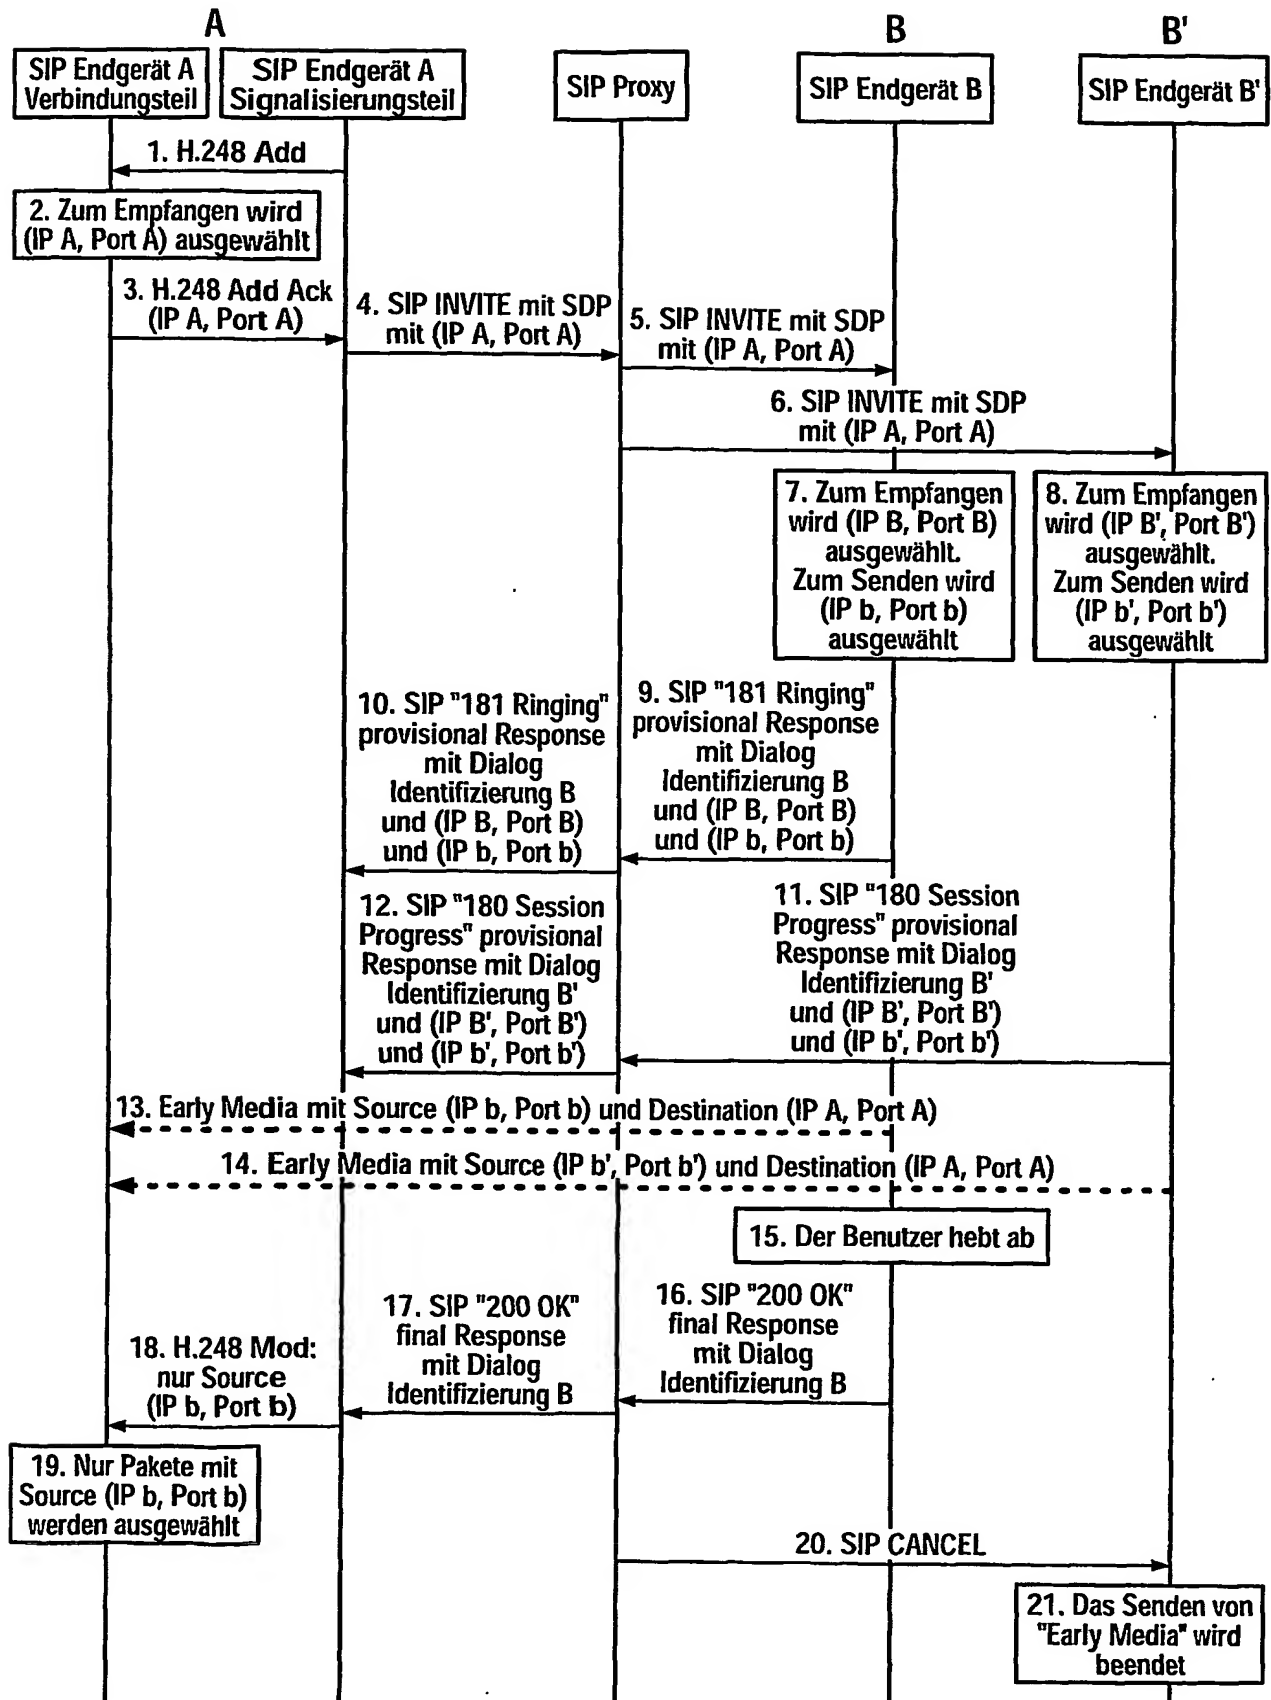 A
B
B'
SIP Endgerät A
Verbindungsteil
SIP Endgerät A
Signalisierungsteil
SIP Proxy
SIP Endgerät B
SIP Endgerät B'
1. H.248 Add
2. Zum Empfangen wird
(IP A, Port A) ausgewählt
3. H.248 Add Ack
(IP A, Port A)
4. SIP INVITE mit SDP
mit (IP A, Port A)
5. SIP INVITE mit SDP
mit (IP A, Port A)
6. SIP INVITE mit SDP
mit (IP A, Port A)
7. Zum Empfangen
wird (IP B, Port B)
ausgewählt.
Zum Senden wird
(IP b, Port b)
ausgewählt
8. Zum Empfangen
wird (IP B', Port B')
ausgewählt.
Zum Senden wird
(IP b', Port b')
ausgewählt
9. SIP "181 Ringing"
provisional Response
mit Dialog
Identifizierung B
und (IP B, Port B)
und (IP b, Port b)
10. SIP "181 Ringing"
provisional Response
mit Dialog
Identifizierung B
und (IP B, Port B)
und (IP b, Port b)
11. SIP "180 Session
Progress" provisional
Response mit Dialog
Identifizierung B'
und (IP B', Port B')
und (IP b', Port b')
12. SIP "180 Session
Progress" provisional
Response mit Dialog
Identifizierung B'
und (IP B', Port B')
und (IP b', Port b')
13. Early Media mit Source (IP b, Port b) und Destination (IP A, Port A)
14. Early Media mit Source (IP b', Port b') und Destination (IP A, Port A)
15. Der Benutzer hebt ab
16. SIP "200 OK"
final Response
mit Dialog
Identifizierung B
17. SIP "200 OK"
final Response
mit Dialog
Identifizierung B
18. H.248 Mod:
nur Source
(IP b, Port b)
19. Nur Pakete mit
Source (IP b, Port b)
werden ausgewählt
20. SIP CANCEL
21. Das Senden von
"Early Media" wird
beendet